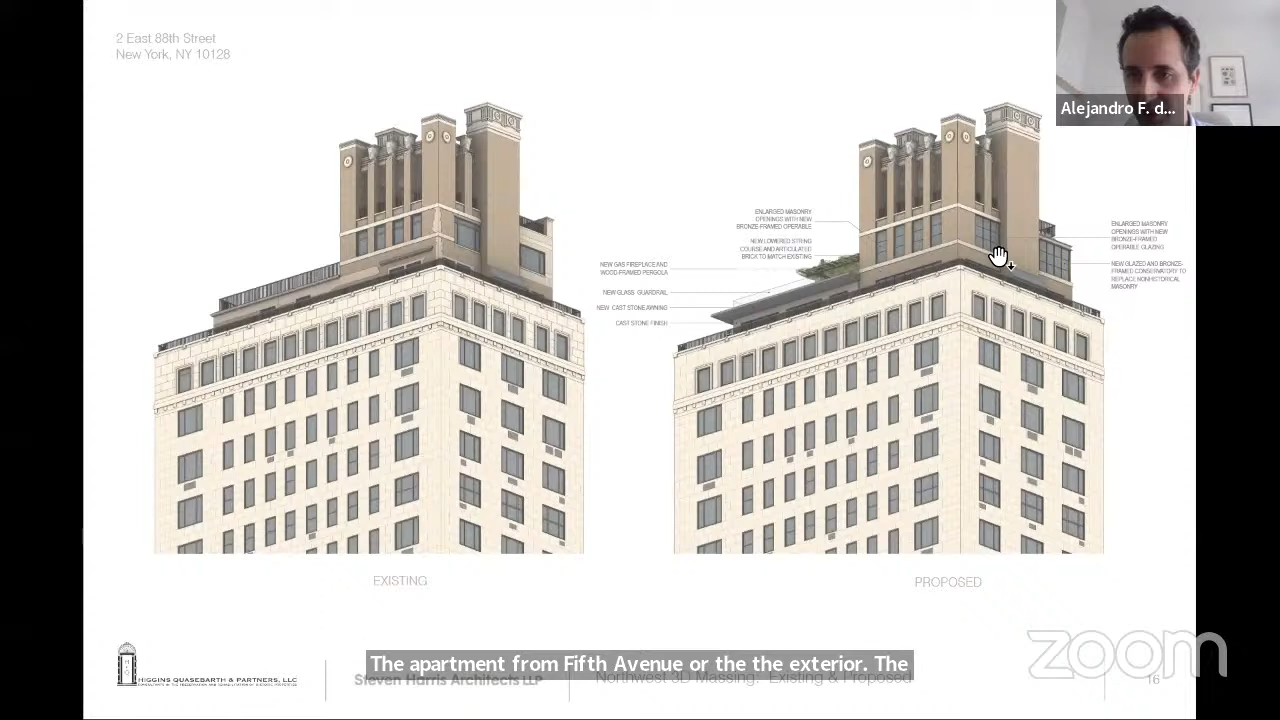 2 East 88th Street
New York, NY 10128
Alejandro F. d...
ENLARGED MASONRY
OPENINGS WITH NEW
BRONZE-FRAMED OPERABLE
NEW LOWERED STRING
COURSE AND ARTICULATED
BRICK TO MATCH EXISTING
NEW GAS FIREPLACE AND
WOOD-FRAMED PERGOLA
NEW GLASS GUARDRAIL
NEW CAST STONE AWNING
CAST STONE FINISH
ENLARGED MASONRY
OPENINGS WITH NEW
BRONZE-FRAMED
OPERABLE GLAZING
NEW GLAZED AND BRONZE-
FRAMED CONSERVATORY TO
REPLACE NONHISTORICAL
MASONRY
EXISTING
PROPOSED
The apartment from Fifth Avenue or the the exterior. The
HIGGINS QUASEBARTH & PARTNERS, LLC
Steven Harris Architects LLP
Northwest 3D Massing: Existing & Proposed
16
zoom